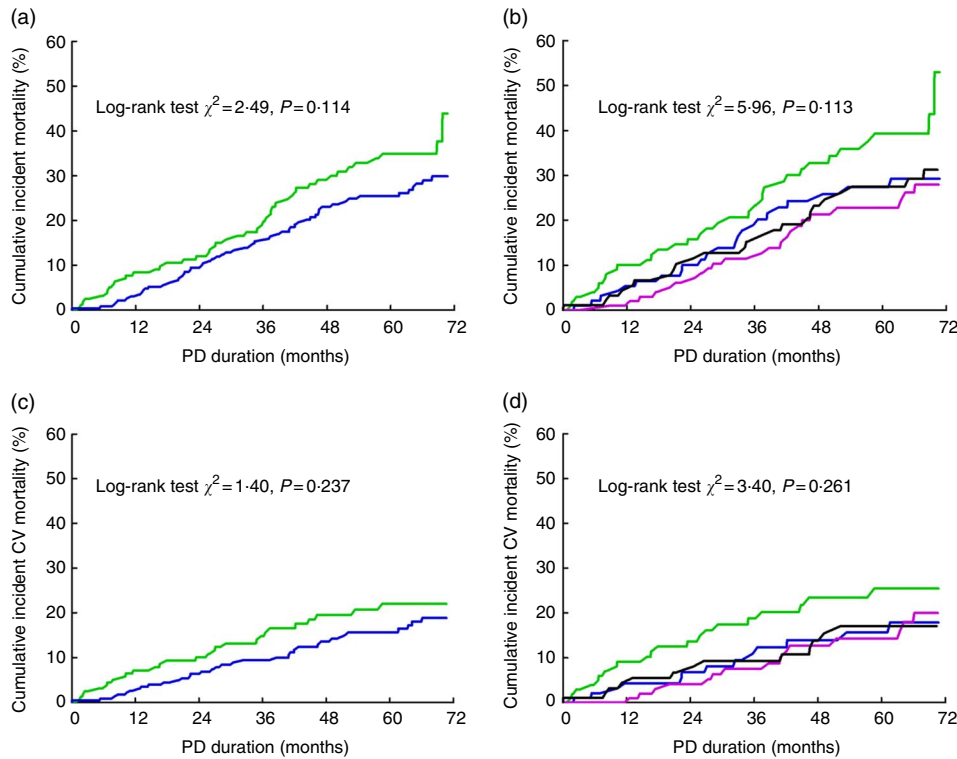 (a)
Cumulative incident mortality (%)
60
50
40
30
20
10
0
Log-rank test χ²=2·49, P=0·114
0 12 24 36 48 60 72
PD duration (months)
(b)
Cumulative incident mortality (%)
60
50
40
30
20
10
0
Log-rank test χ²=5·96, P=0·113
0 12 24 36 48 60 72
PD duration (months)
(c)
Cumulative incident CV mortality (%)
60
50
40
30
20
10
0
Log-rank test χ²=1·40, P=0·237
0 12 24 36 48 60 72
PD duration (months)
(d)
Cumulative incident CV mortality (%)
60
50
40
30
20
10
0
Log-rank test χ²=3·40, P=0·261
0 12 24 36 48 60 72
PD duration (months)